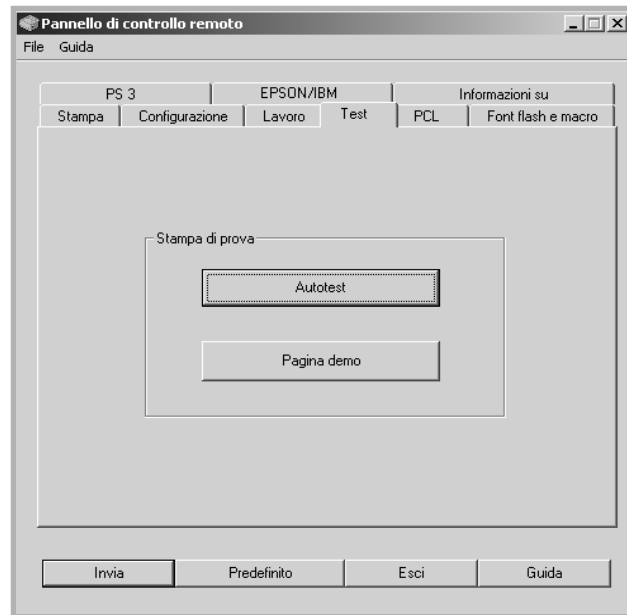 Pannello di controllo remoto
File Guida
PS 3 EPSON/IBM Informazioni su
Stampa Configurazione Lavoro Test PCL Font flash e macro
Stampa di prova
Autotest
Pagina demo
Invia Predefinito Esci Guida